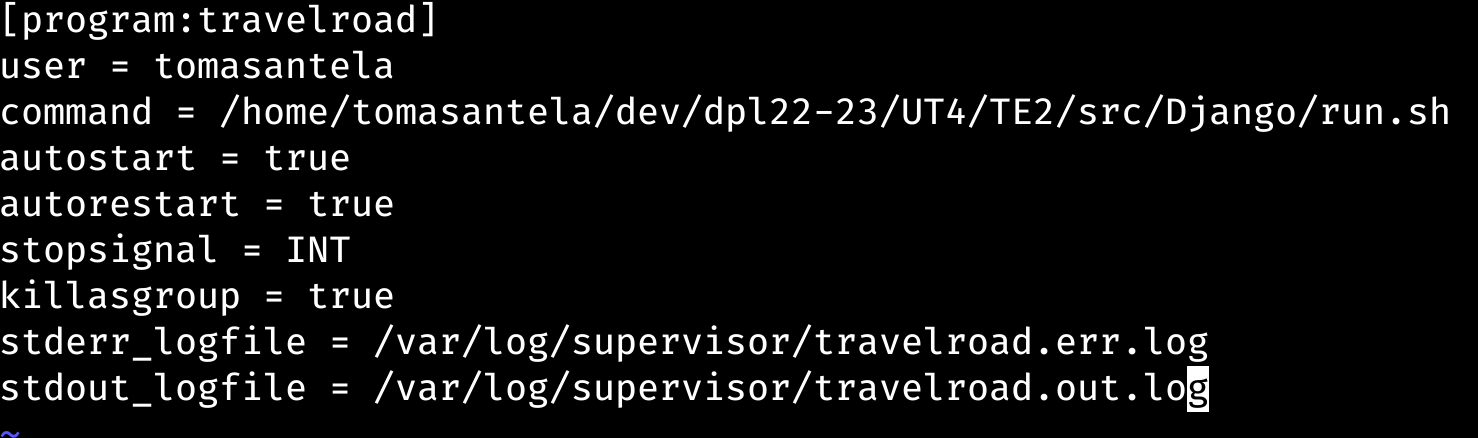 [program:travelroad]
user = tomasantela
command = /home/tomasantela/dev/dpl22-23/UT4/TE2/src/Django/run.sh
autostart = true
autorestart = true
stopsignal = INT
killasgroup = true
stderr_logfile = /var/log/supervisor/travelroad.err.log
stdout_logfile = /var/log/supervisor/travelroad.out.log
~